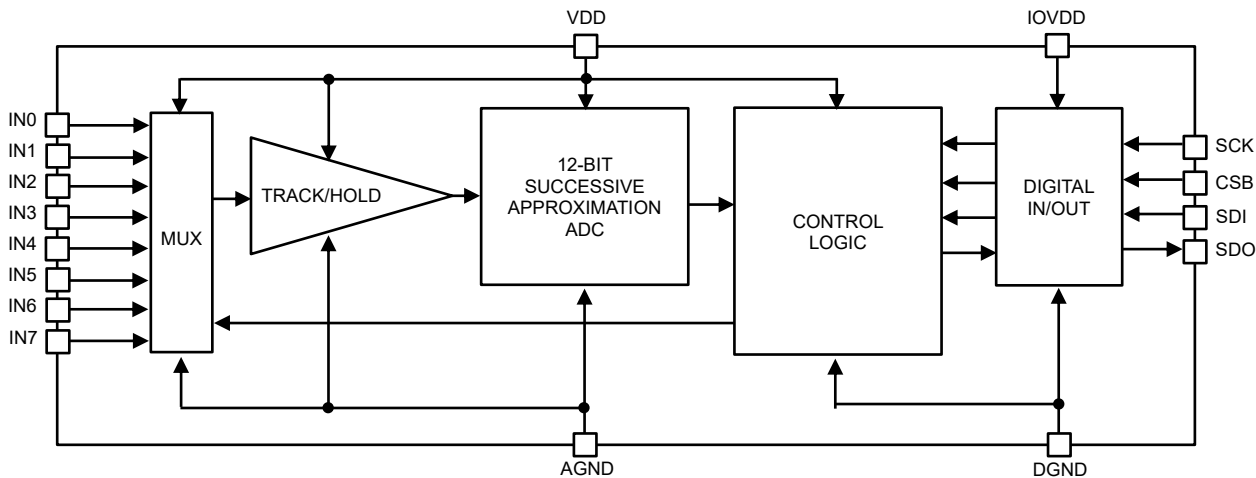 VDD
IOVDD
IN0
IN1
IN2
IN3
IN4
IN5
IN6
IN7
MUX
TRACK/HOLD
12-BIT
SUCCESSIVE
APPROXIMATION
ADC
CONTROL
LOGIC
DIGITAL
IN/OUT
SCK
CSB
SDI
SDO
AGND
DGND